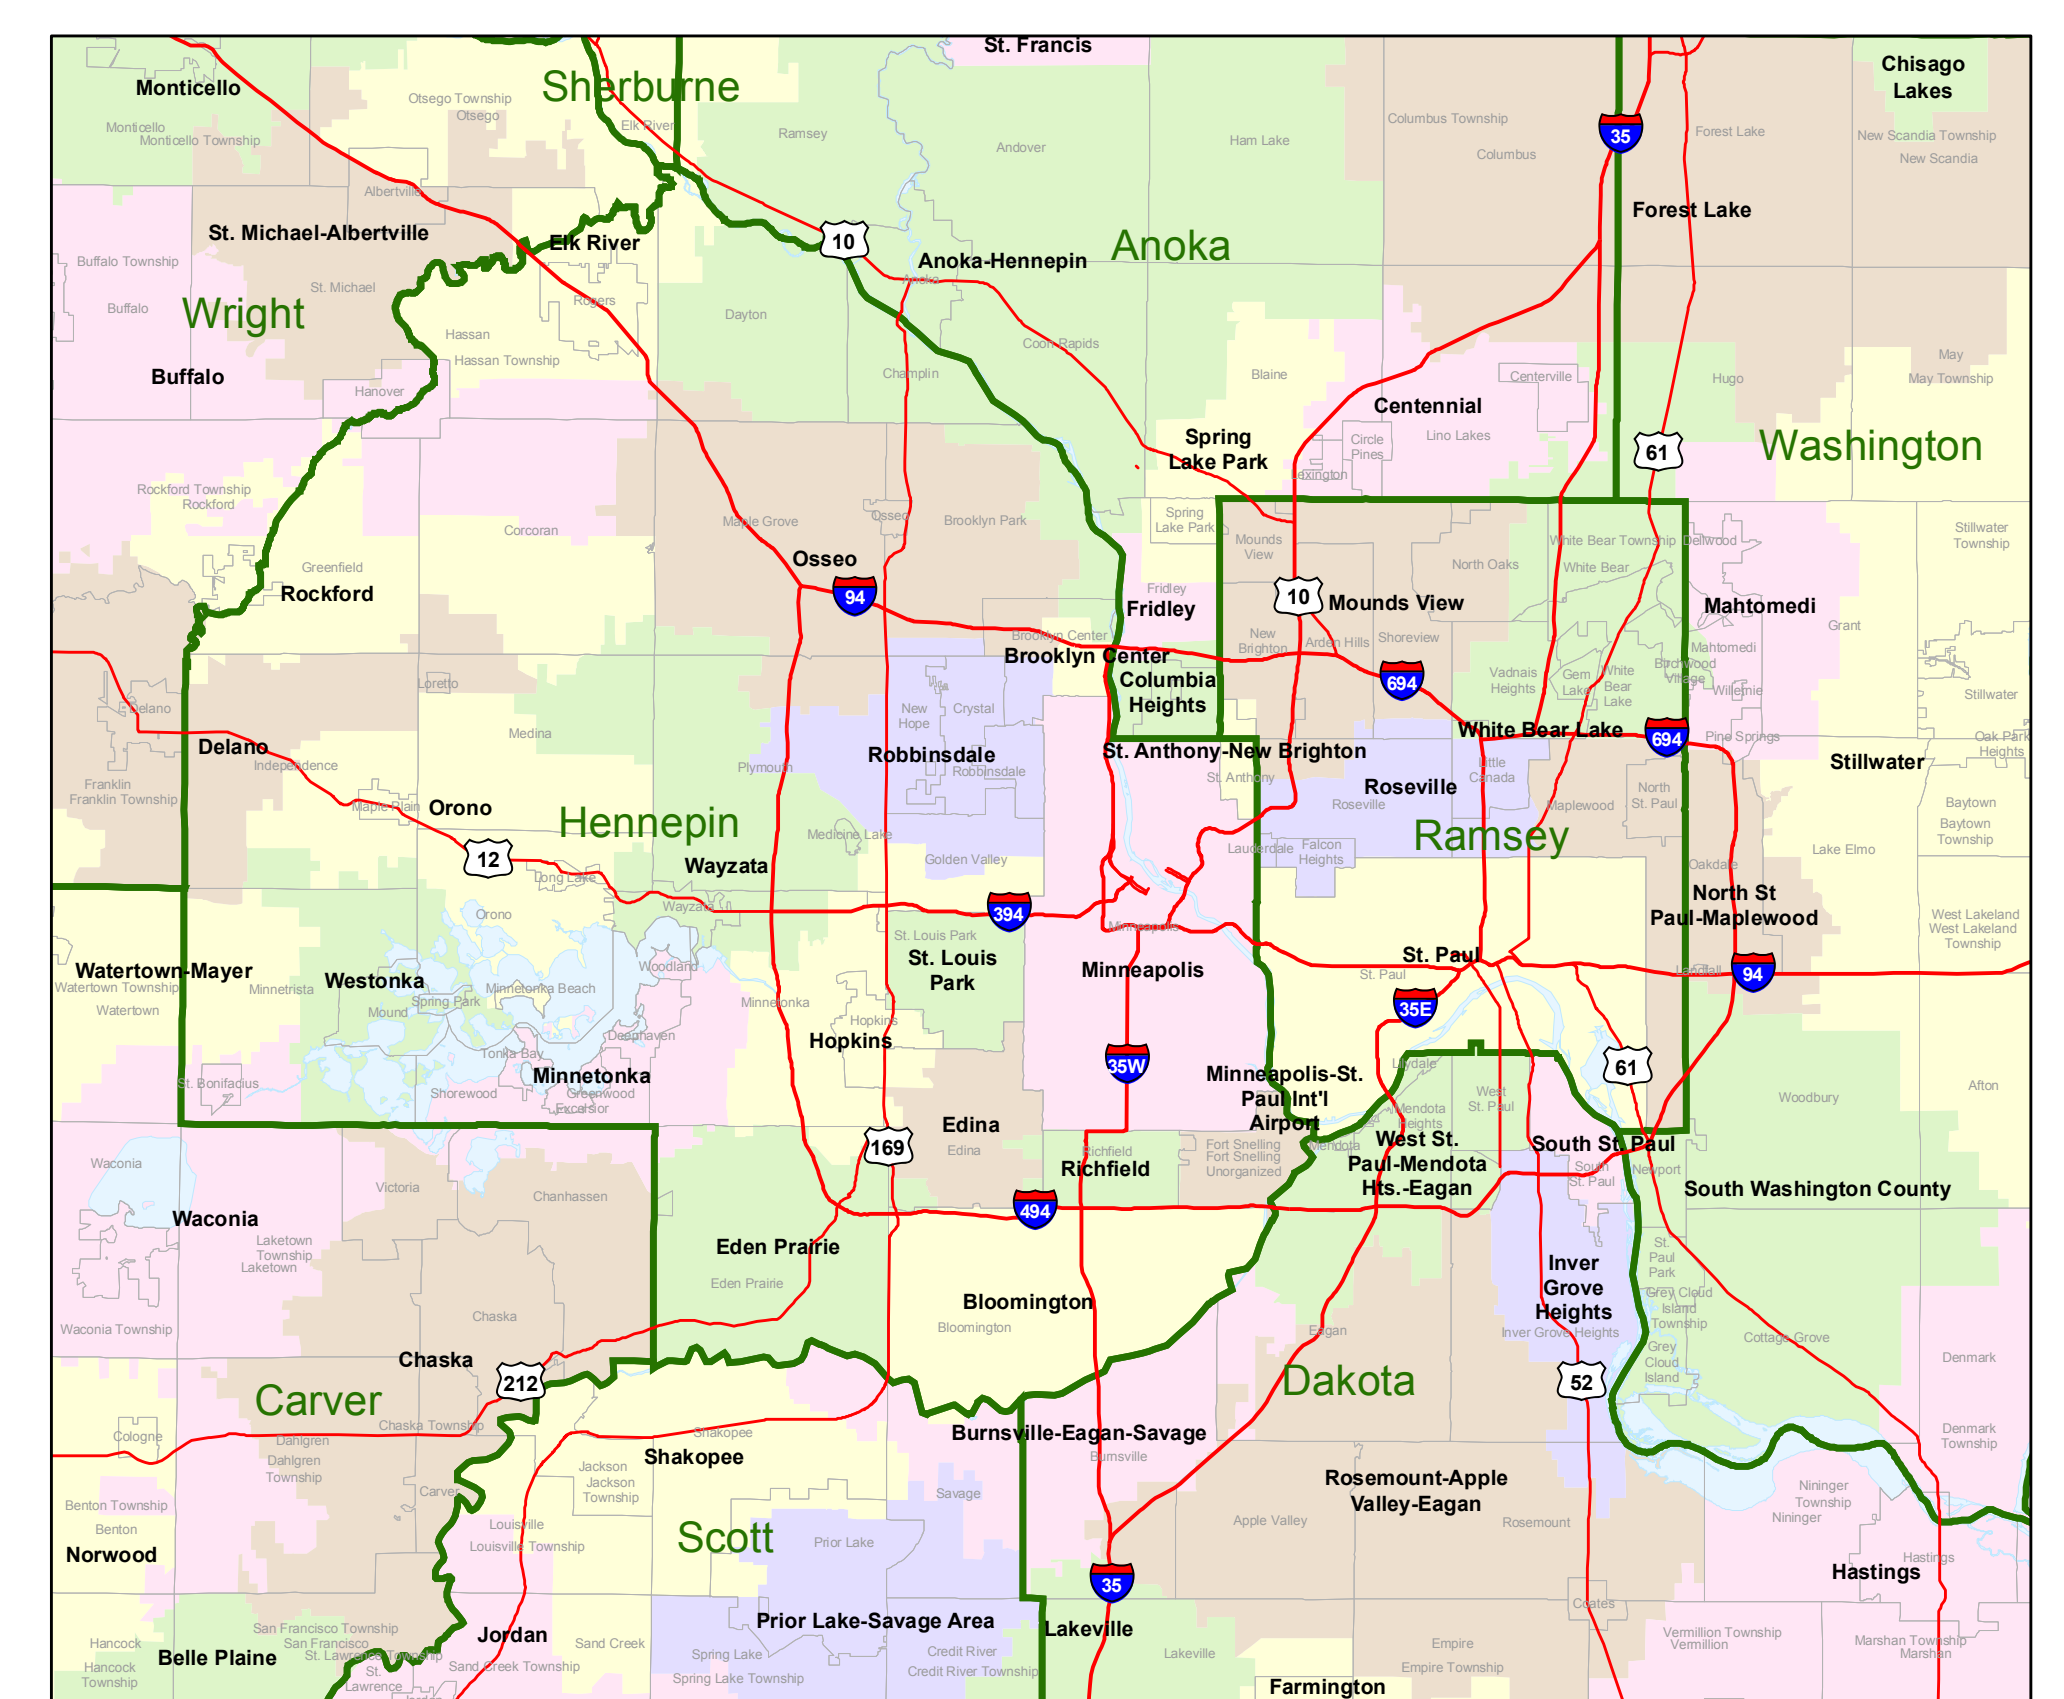 St. Francis
Monticello
Sherburne
Chisago
Lakes
Otsego Township
Otsego
Elk River
Monticello
Monticello Township
Ramsey
Andover
Ham Lake
Columbus Township
Columbus
35
Forest Lake
New Scandia Township
New Scandia
Albertville
Forest Lake
St. Michael-Albertville
Elk River
10
Anoka-Hennepin
Anoka
Anoka
Buffalo Township
Buffalo
St. Michael
Wright
Rogers
Dayton
Hassan
Hassan Township
Coon Rapids
Champlin
Blaine
Centerville
Hugo
May
May Township
Buffalo
Hanover
Centennial
Lino Lakes
Circle
Pines
Lexington
Spring
Lake Park
61
Washington
Rockford Township
Rockford
Corcoran
Maple Grove
Osseo
Brooklyn Park
Spring
Lake Park
Mounds
View
North Oaks
White Bear Township
Dellwood
White Bear
Stillwater
Township
Osseo
94
Greenfield
Rockford
Fridley
Fridley
10
Mounds View
Mahtomedi
Grant
Brooklyn Center
Brooklyn Center
New
Brighton
Arden Hills
Shoreview
694
Columbia
Heights
Vadnais
Heights
Gem
Lake
White
Bear
Lake
Mahtomedi
Birchwood
Village
Willernie
Stillwater
Loretto
Delano
New
Hope
Crystal
Medina
Delano
Independence
Plymouth
Robbinsdale
Robbinsdale
St. Anthony-New Brighton
St. Anthony
White Bear Lake
694
Pine Springs
Oak Park
Heights
Stillwater
Franklin
Franklin Township
Maple Plain
Orono
Hennepin
Medicine Lake
Roseville
Roseville
Little
Canada
Maplewood
North
St. Paul
Ramsey
Baytown
Baytown
Township
12
Long Lake
Wayzata
Golden Valley
Lauderdale
Falcon
Heights
Oakdale
Lake Elmo
Orono
Wayzata
394
Minneapolis
North St
Paul-Maplewood
West Lakeland
West Lakeland
Township
St. Louis Park
St. Louis
Park
Minneapolis
St. Paul
St. Paul
Landfall
94
Watertown-Mayer
Watertown Township
Watertown
Minnetrista
Westonka
Woodland
Minnetonka Beach
Spring Park
Mound
Minnetonka
Hopkins
Hopkins
35E
Deephaven
Tonka Bay
Minnetonka
Greenwood
Excelsior
Shorewood
St. Bonifacius
35W
Lilydale
61
Minneapolis-St.
Paul Int'l
Airport
West
St. Paul
Mendota
Heights
Woodbury
Afton
Edina
Edina
169
Richfield
Richfield
Fort Snelling
Fort Snelling
Unorganized
Mendota
West St.
Paul-Mendota
Hts.-Eagan
South St. Paul
South
St. Paul
Newport
South Washington County
Waconia
Victoria
Chanhassen
Waconia
494
Laketown
Township
Laketown
Eden Prairie
Eden Prairie
Bloomington
Bloomington
Inver
Grove
Heights
Inver Grove Heights
St.
Paul
Park
Grey Cloud
Island
Township
Grey
Cloud
Island
Cottage Grove
Denmark
Waconia Township
Chaska
Chaska
212
Carver
Eagan
Dakota
52
Chaska Township
Cologne
Dahlgren
Dahlgren
Township
Shakopee
Shakopee
Burnsville-Eagan-Savage
Burnsville
Denmark
Township
Jackson
Jackson
Township
Carver
Savage
Rosemount-Apple
Valley-Eagan
Nininger
Township
Nininger
Benton Township
Benton
Norwood
Louisville
Louisville Township
Scott
Prior Lake
Apple Valley
Rosemount
Hastings
Hastings
35
Coates
Prior Lake-Savage Area
Lakeville
Lakeville
San Francisco Township
San Francisco
St. Lawrence Township
St.
Lawrence
Jordan
Jordan
Sand Creek
Sand Creek Township
Hancock
Hancock
Township
Belle Plaine
Spring Lake
Spring Lake Township
Credit River
Credit River Township
Empire
Empire Township
Farmington
Vermillion Township
Vermillion
Marshan Township
Marshan